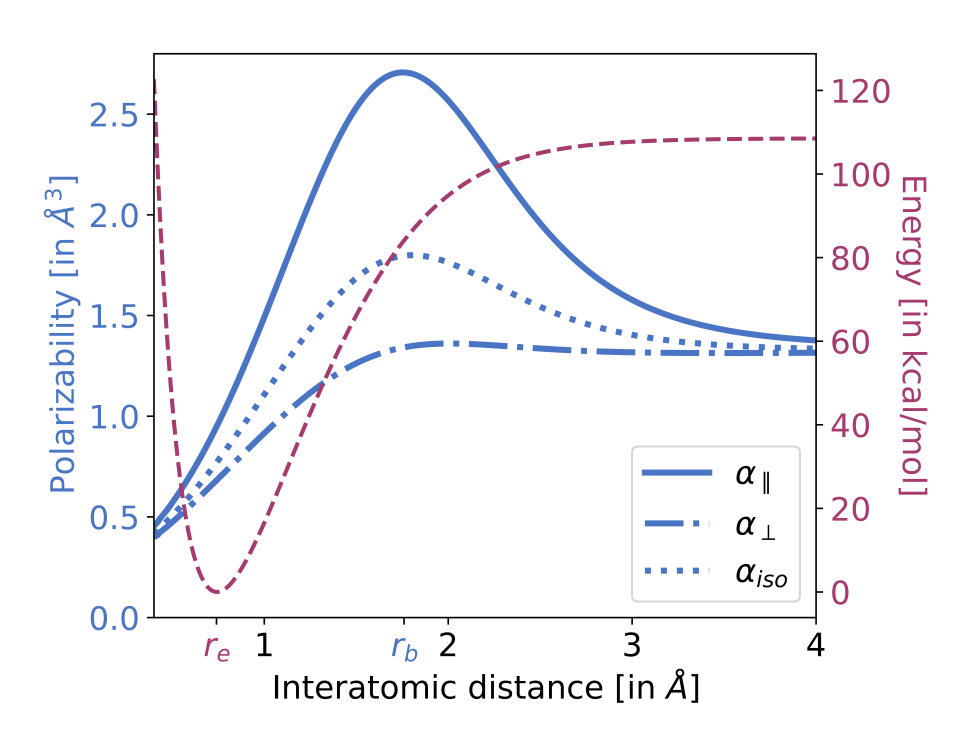 Polarizability [in Å³]
2.5
2.0
1.5
1.0
0.5
0.0
120
100
80
60
40
20
0
Energy [in kcal/mol]
α∥
α⊥
αiso
re 1 rb 2 3 4
Interatomic distance [in Å]